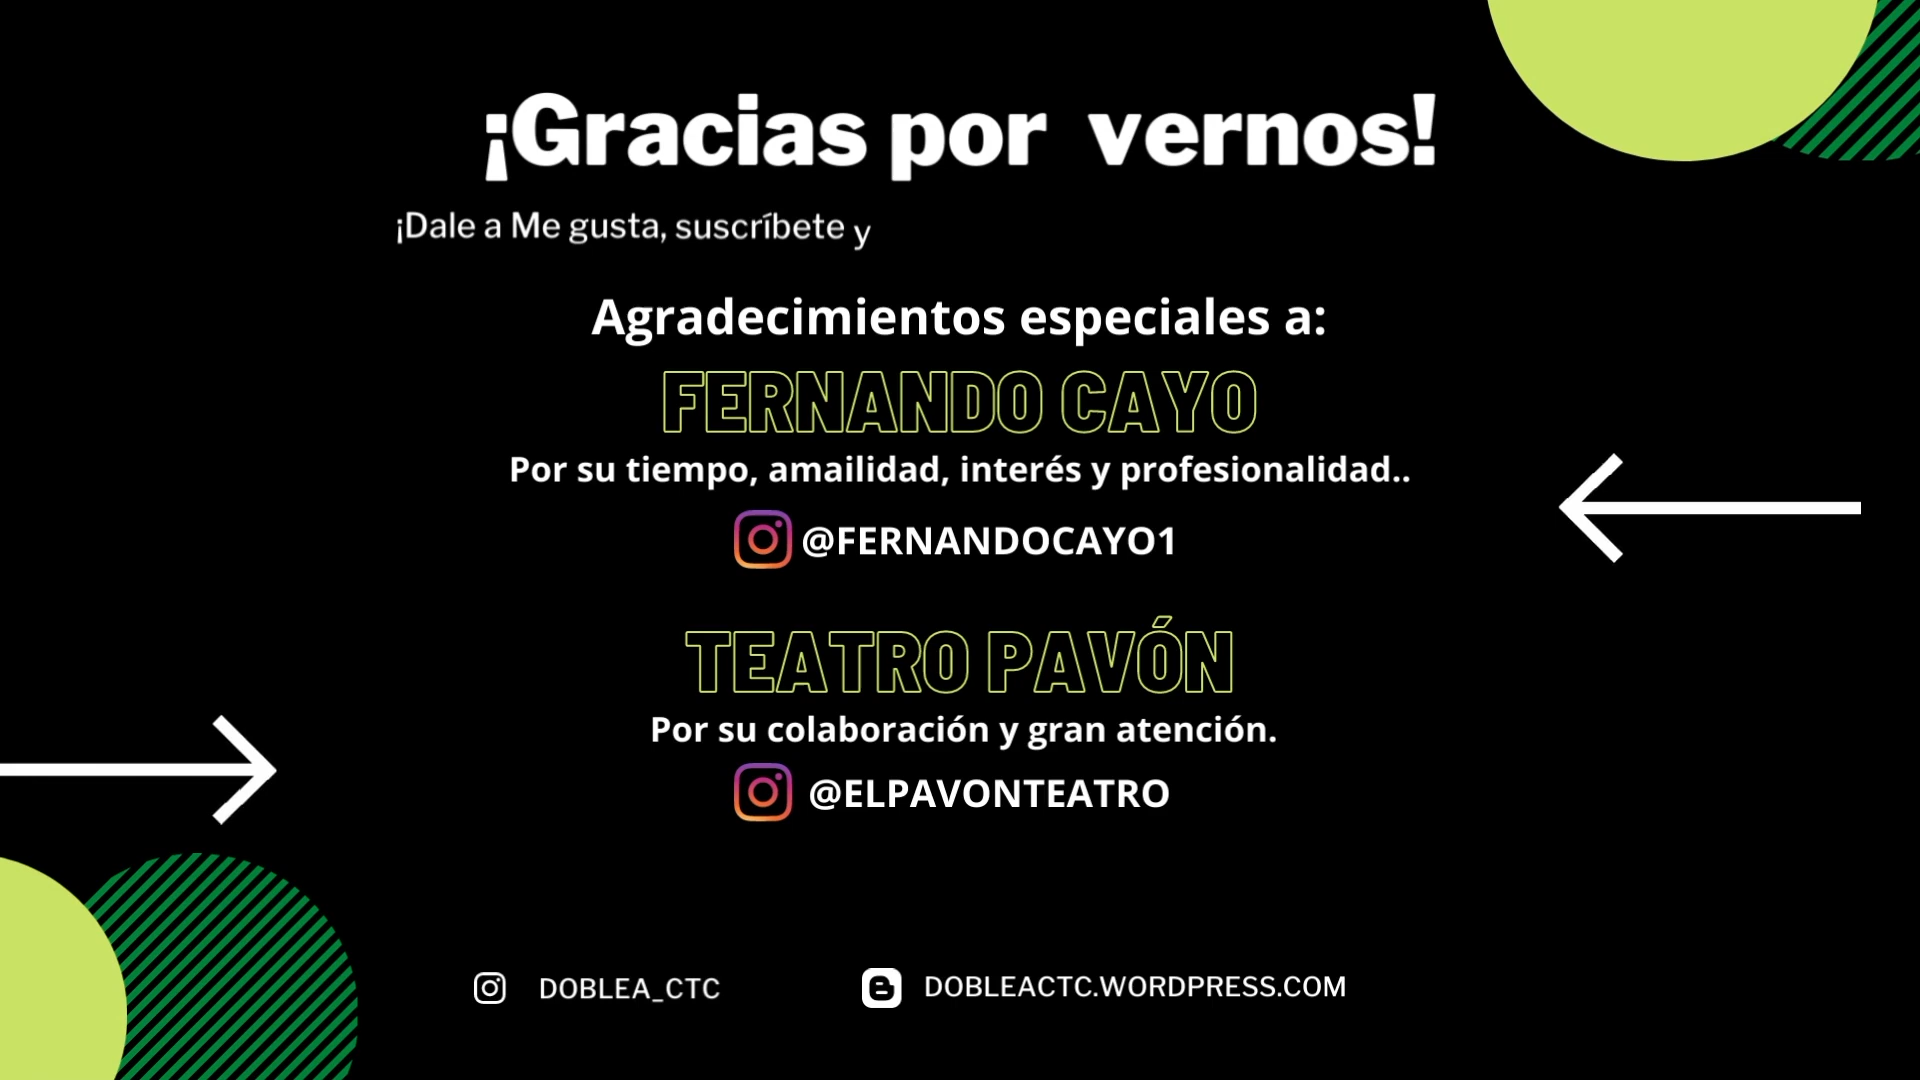 ¡Gracias por vernos!
¡Dale a Me gusta, suscríbete y
Agradecimientos especiales a:
FERNANDO CAYO
Por su tiempo, amailidad, interés y profesionalidad..
@FERNANDOCAYO1
TEATRO PAVÓN
Por su colaboración y gran atención.
@ELPAVONTEATRO
DOBLEA_CTC
DOBLEACTC.WORDPRESS.COM